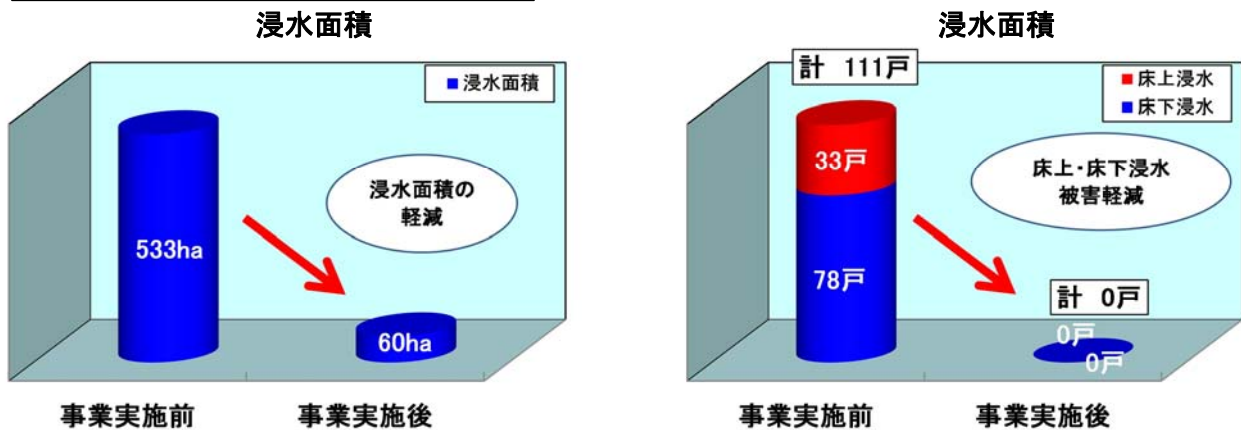 浸水面積
浸水面積
533ha
60ha
浸水面積の
軽減
事業実施前
事業実施後
浸水面積
計 111戸
床上浸水
床下浸水
33戸
78戸
床上・床下浸水
被害軽減
計 0戸
0戸
0戸
事業実施前
事業実施後